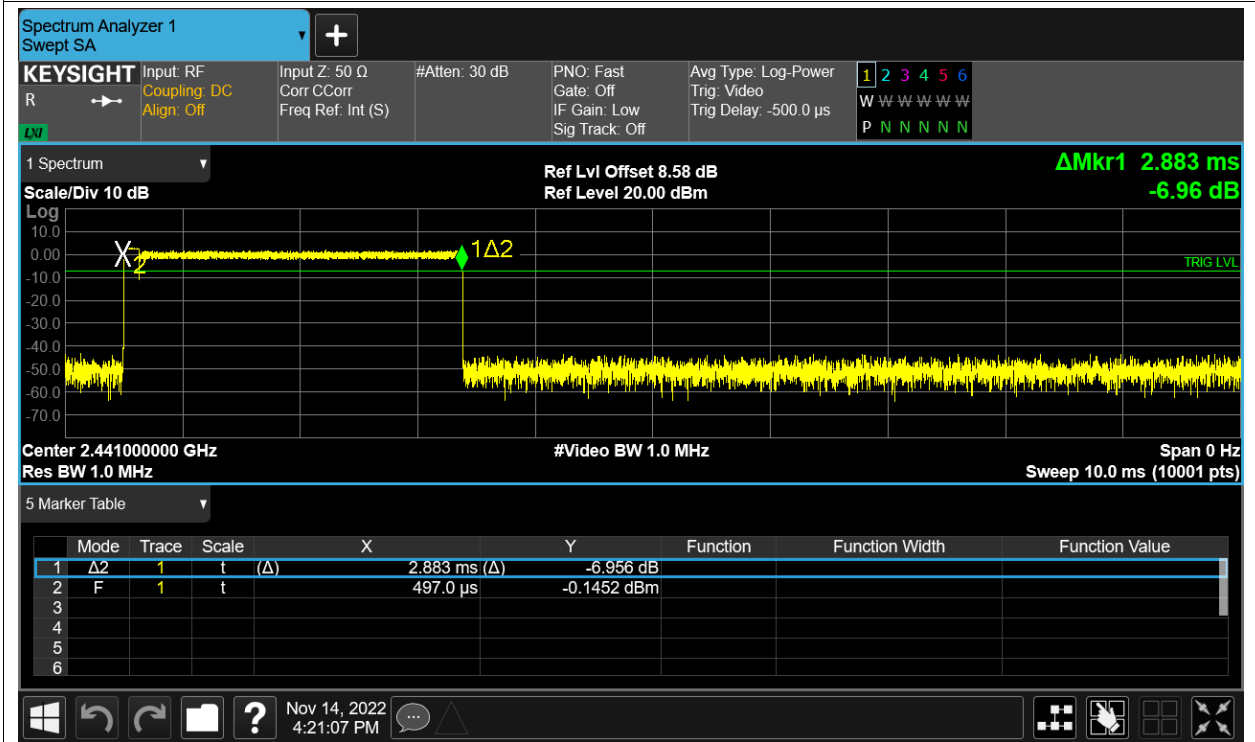 Spectrum Analyzer 1
Swept SA
+
KEYSIGHT Input: RF Input Z: 50 Ω #Atten: 30 dB PNO: Fast Avg Type: Log-Power 1 2 3 4 5 6
R Coupling: DC Corr CCorr Gate: Off Trig: Video W W W W W W
Align: Off Freq Ref: Int (S) IF Gain: Low Trig Delay: -500.0 µs
LXI Sig Track: Off P N N N N N
1 Spectrum Ref Lvl Offset 8.58 dB ΔMkr1 2.883 ms
Scale/Div 10 dB Ref Level 20.00 dBm -6.96 dB
Log
10.0
0.00 X 2 1Δ2
TRIG LVL
-10.0
-20.0
-30.0
-40.0
-50.0
-60.0
-70.0
Center 2.441000000 GHz #Video BW 1.0 MHz Span 0 Hz
Res BW 1.0 MHz Sweep 10.0 ms (10001 pts)
5 Marker Table
Mode Trace Scale X Y Function Function Width Function Value
1 Δ2 1 t (Δ) 2.883 ms (Δ) -6.956 dB
2 F 1 t 497.0 µs -0.1452 dBm
3
4
5
6
? Nov 14, 2022
4:21:07 PM